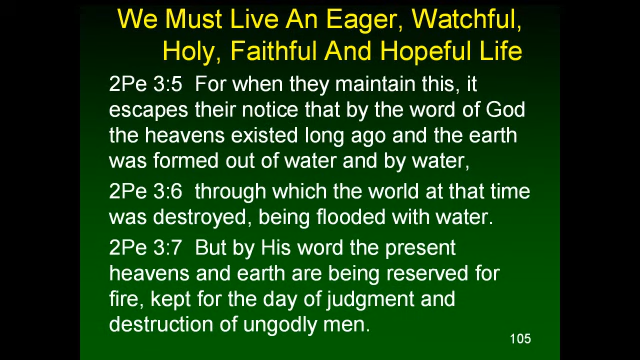 We Must Live An Eager, Watchful,
Holy, Faithful And Hopeful Life
2Pe 3:5  For when they maintain this, it
escapes their notice that by the word of God
the heavens existed long ago and the earth
was formed out of water and by water,
2Pe 3:6  through which the world at that time
was destroyed, being flooded with water.
2Pe 3:7  But by His word the present
heavens and earth are being reserved for
fire, kept for the day of judgment and
destruction of ungodly men.
105